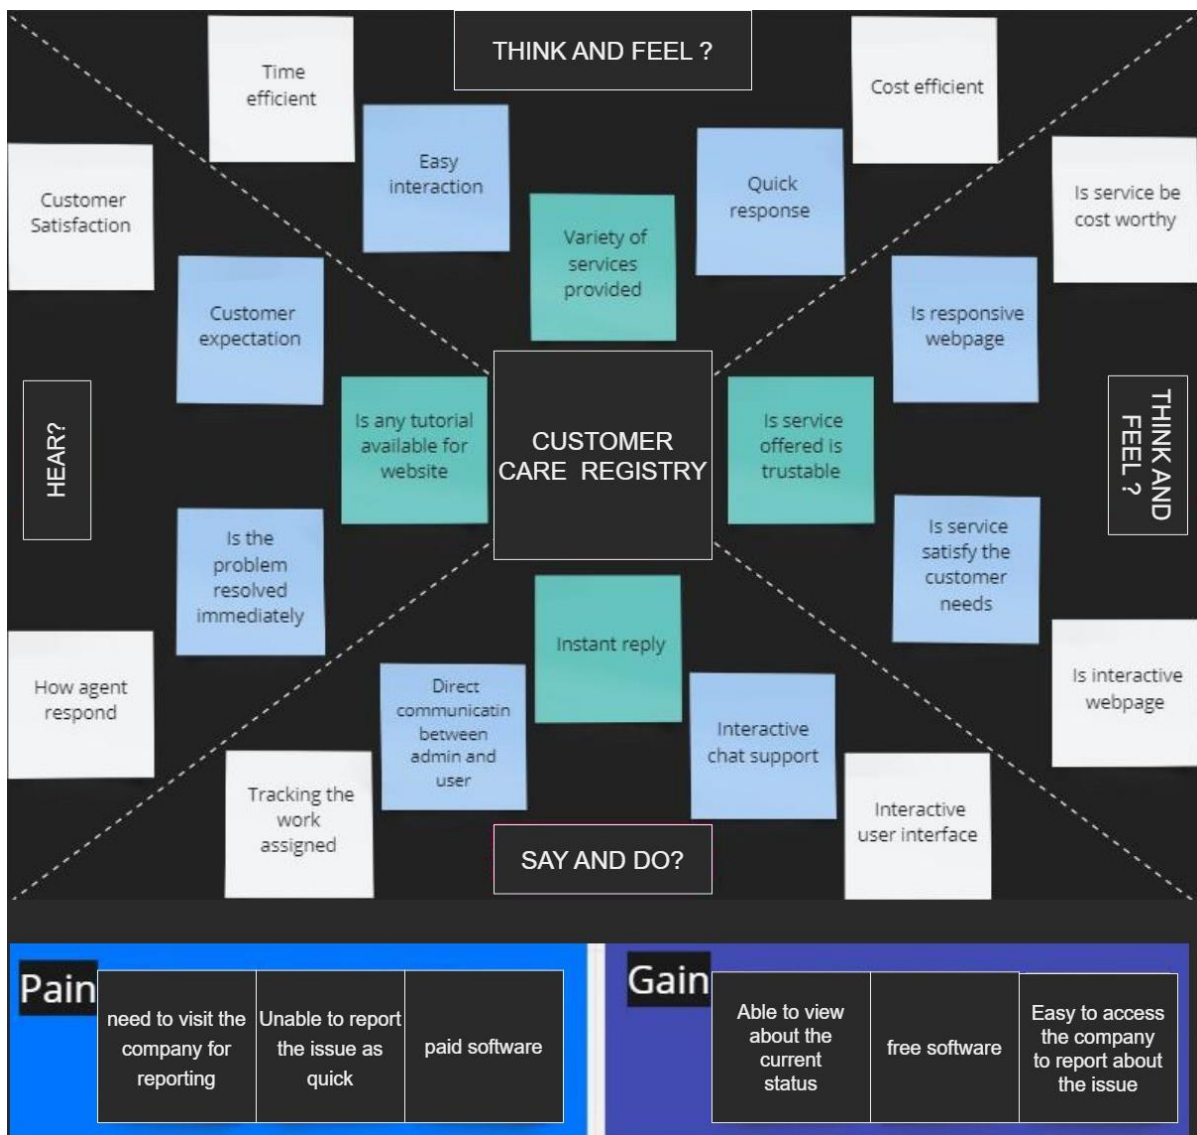 THINK AND FEEL ?
Time
efficient
Easy
interaction
Variety of
services
provided
Quick
response
Cost efficient
Customer
Satisfaction
Customer
expectation
Is any tutorial
available for
website
HEAR?
Is the
problem
resolved
immediately
How agent
respond
CUSTOMER
CARE REGISTRY
Is service be
cost worthy
Is responsive
webpage
Is service
offered is
trustable
THINK AND
FEEL ?
Is service
satisfy the
customer
needs
Is interactive
webpage
Instant reply
Direct
communicatin
between
admin and
user
Interactive
chat support
Tracking the
work
assigned
Interactive
user interface
SAY AND DO?
Pain
need to visit the
company for
reporting
Unable to report
the issue as
quick
paid software
Gain
Able to view
about the
current
status
free software
Easy to access
the company
to report about
the issue